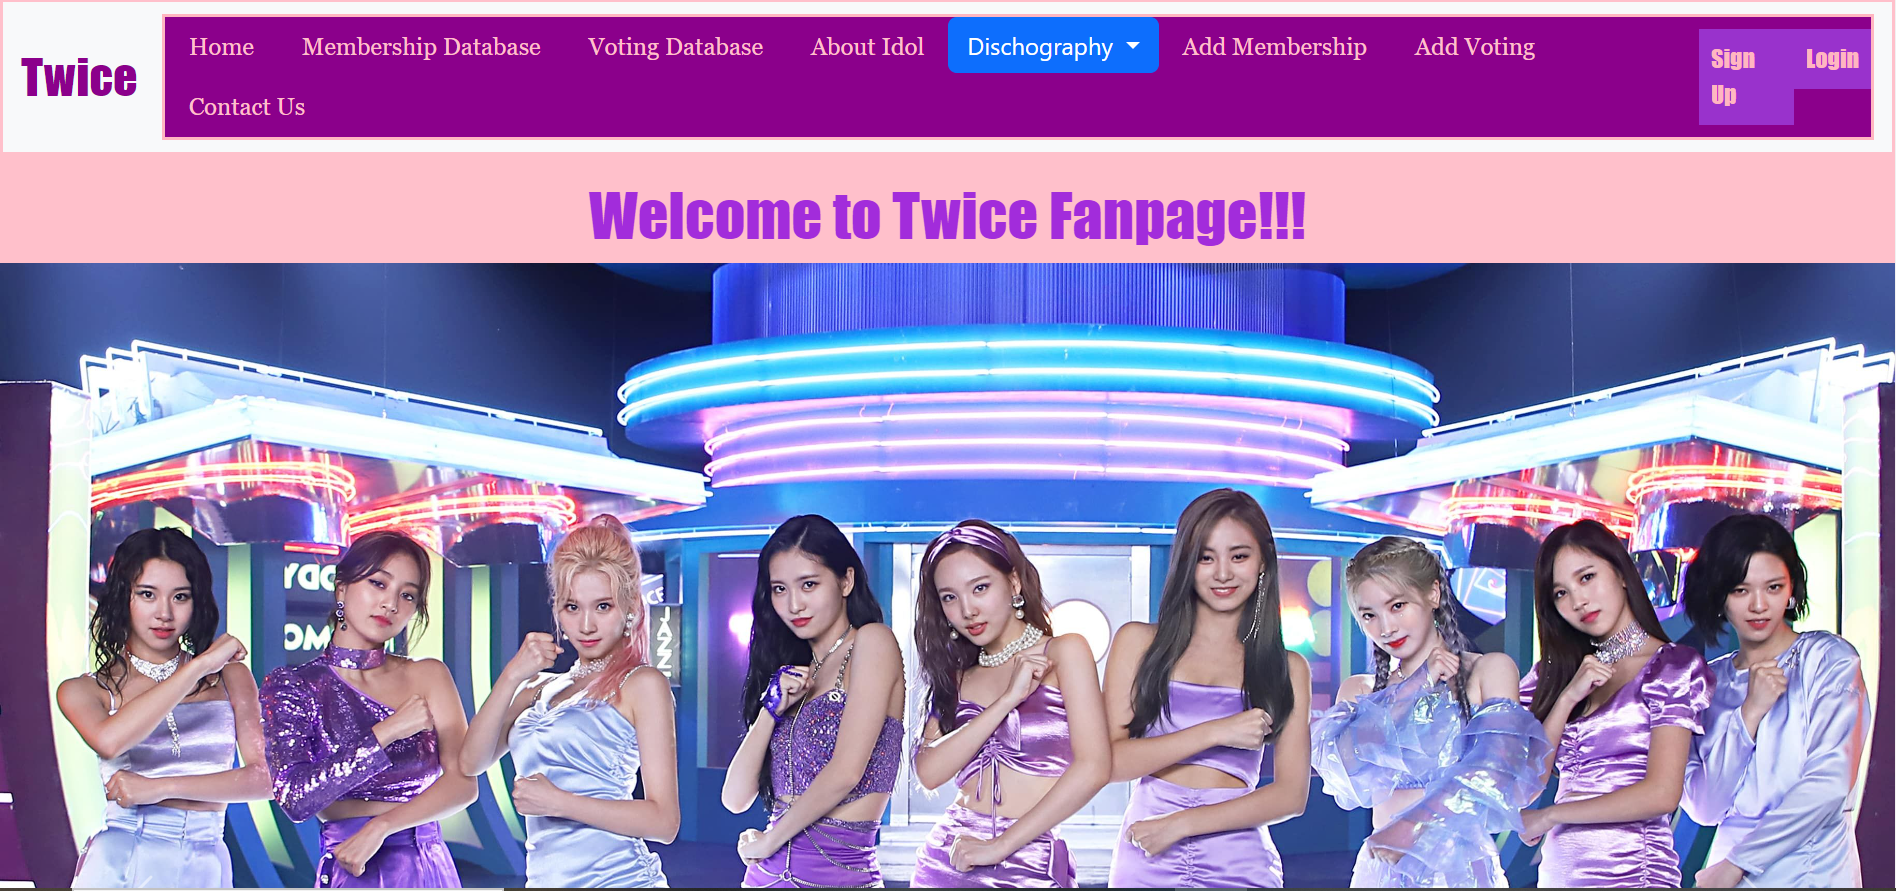 Twice
Home Membership Database Voting Database About Idol Dischography Add Membership Add Voting
Contact Us
Sign Up
Login
Welcome to Twice Fanpage!!!